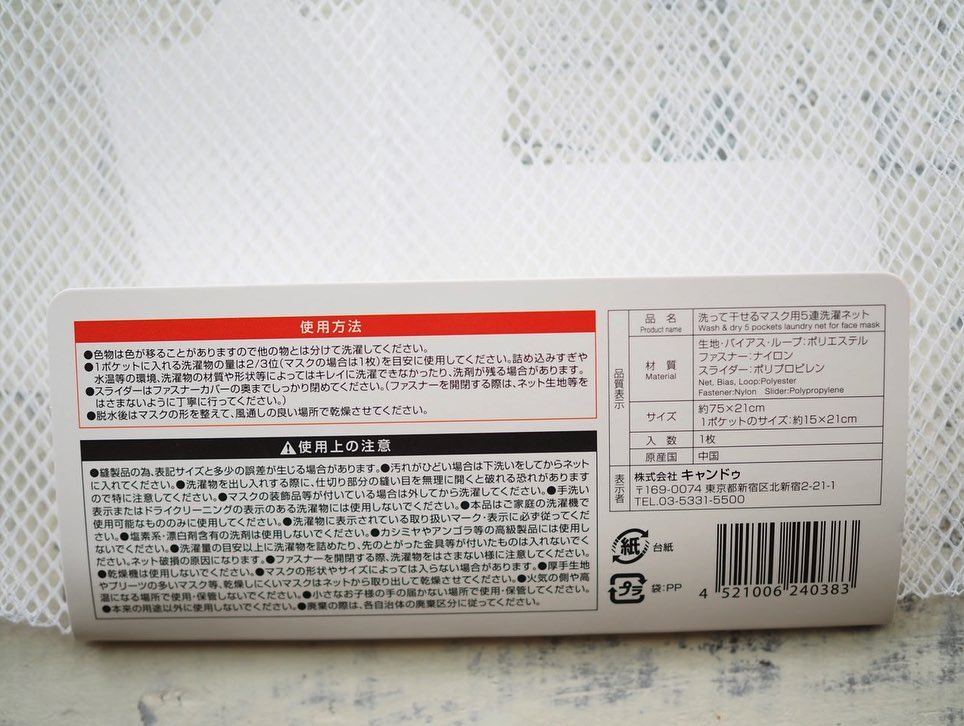 使用方法
●色物は色が移ることがありますので他の物とは分けて洗濯してください。
●1ポケットに入れる洗濯物の量は2/3位(マスクの場合は1枚)を目安に使用してください。詰め込みすぎや
水温等の環境、洗濯物の材質や形状等によってはキレイに洗濯できなかったり、洗剤が残る場合があります。
●スライダーはファスナーカバーの奥までしっかり閉めてください。(ファスナーを開閉する際は、ネット生地等を
はさまないように丁寧に行ってください。)
●脱水後はマスクの形を整えて、風通しの良い場所で乾燥させてください。
⚠使用上の注意
●縫製品の為、表記サイズと多少の誤差が生じる場合があります。●汚れがひどい場合は下洗いをしてからネット
に入れてください。●洗濯物を出し入れする際に、仕切り部分の縫い目を無理に開くと破れる恐れがあります
ので特に注意してください。●マスクの装飾品等が付いている場合は外してから洗濯してください。●手洗い
表示またはドライクリーニングの表示のある洗濯物には使用しないでください。●本品はご家庭の洗濯機で
使用可能なもののみに使用してください。●洗濯物に表示されている取り扱いマーク・表示に必ず従ってくだ
さい。●塩素系・漂白剤含有の洗剤は使用しないでください。●カシミヤやアンゴラ等の高級製品には使用し
ないでください。●洗濯量の目安以上に洗濯物を詰めたり、先のとがった金具等が付いたものは入れないでく
ださい。ネット破損の原因になります。●ファスナーを開閉する際、洗濯物をはさまない様に注意してください。
●乾燥機は使用しないでください。●マスクの形状やサイズによっては入らない場合があります。●厚手生地
やプリーツの多いマスク等、乾燥しにくいマスクはネットから取り出して乾燥させてください。●火気の側や高
温になる場所で使用・保管しないでください。●小さなお子様の手の届かない場所で使用・保管してください。
●本来の用途以外に使用しないでください。●廃棄の際は、各自治体の廃棄区分に従ってください。
品質表示
品 名
Product name
洗って干せるマスク用5連洗濯ネット
Wash & dry 5 pockets laundry net for face mask
材 質
Material
生地・バイアス・ループ:ポリエステル
ファスナー:ナイロン
スライダー:ポリプロピレン
Net, Bias, Loop:Polyester
Fastener:Nylon Slider:Polypropylene
サイズ
約75×21cm
1ポケットのサイズ:約15×21cm
入 数
1枚
原産国
中国
表示者
株式会社 キャンドゥ
〒169-0074 東京都新宿区北新宿2-21-1
TEL.03-5331-5500
紙
台紙
プラ
袋:PP
4 521006 240383